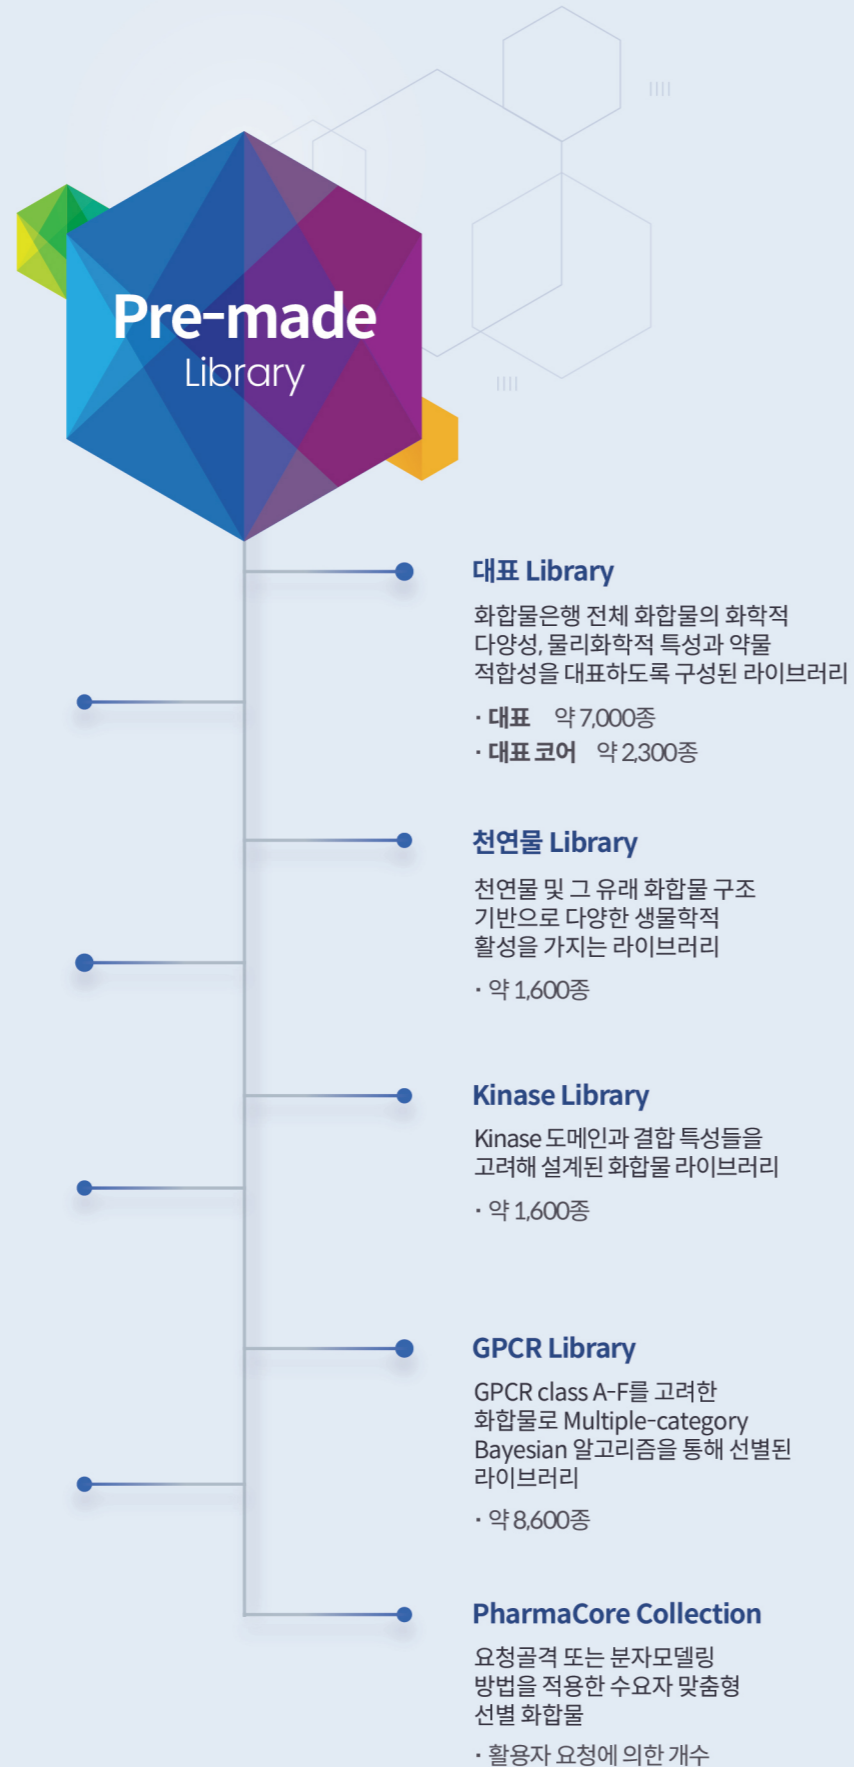 Pre-made
Library
대표 Library
화합물은행 전체 화합물의 화학적
다양성, 물리화학적 특성과 약물
적합성을 대표하도록 구성된 라이브러리
· 대표 약 7,000종
· 대표 코어 약 2,300종
천연물 Library
천연물 및 그 유래 화합물 구조
기반으로 다양한 생물학적
활성을 가지는 라이브러리
· 약 1,600종
Kinase Library
Kinase 도메인과 결합 특성들을
고려해 설계된 화합물 라이브러리
· 약 1,600종
GPCR Library
GPCR class A-F를 고려한
화합물로 Multiple-category
Bayesian 알고리즘을 통해 선별된
라이브러리
· 약 8,600종
PharmaCore Collection
요청골격 또는 분자모델링
방법을 적용한 수요자 맞춤형
선별 화합물
· 활용자 요청에 의한 개수